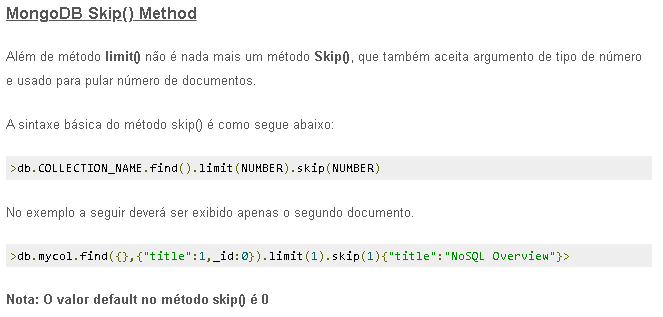 MongoDB Skip() Method
Além de método limit() não é nada mais um método Skip(), que também aceita argumento de tipo de número
e usado para pular número de documentos.
A sintaxe básica do método skip() é como segue abaixo:
>db.COLLECTION_NAME.find().limit(NUMBER).skip(NUMBER)
No exemplo a seguir deverá ser exibido apenas o segundo documento.
>db.mycol.find({},{"title":1,_id:0}).limit(1).skip(1){"title":"NoSQL Overview"}>
Nota: O valor default no método skip() é 0